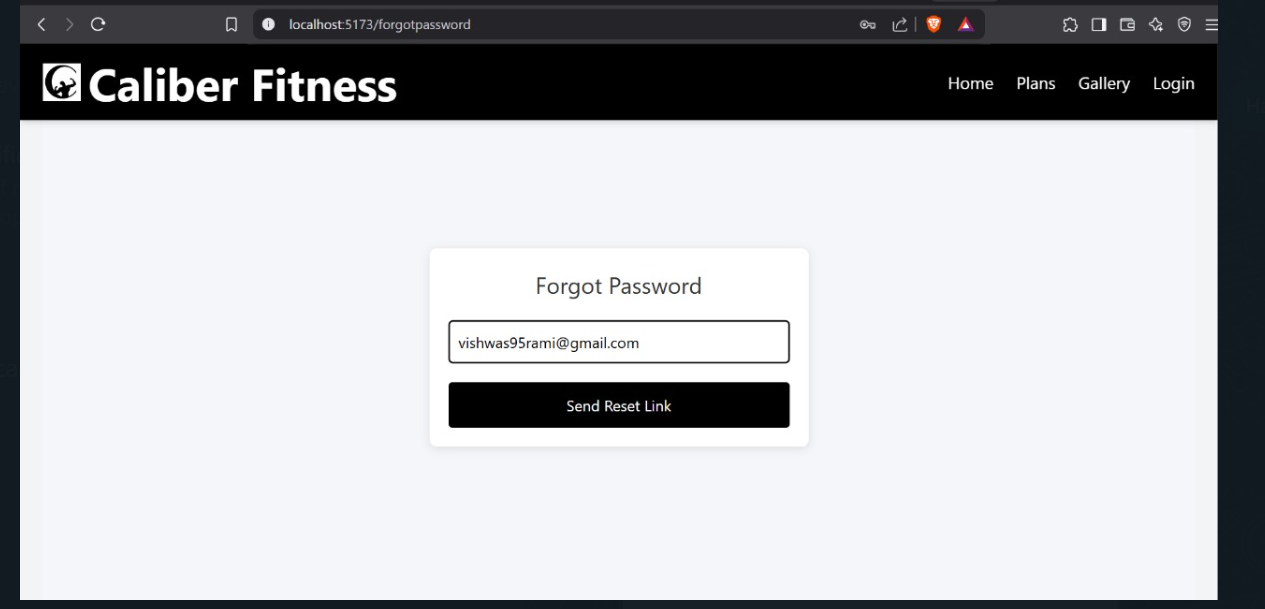 localhost:5173/forgotpassword
Caliber Fitness
Home Plans Gallery Login
Forgot Password
vishwas95rami@gmail.com
Send Reset Link